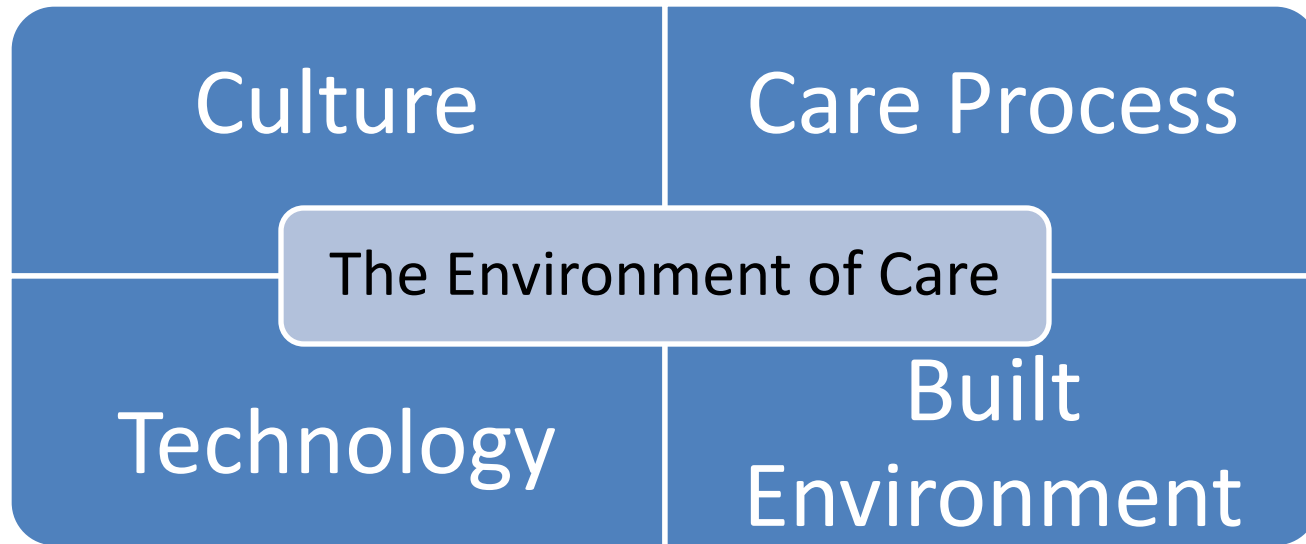 Culture
Care Process
The Environment of Care
Technology
Built
Environment